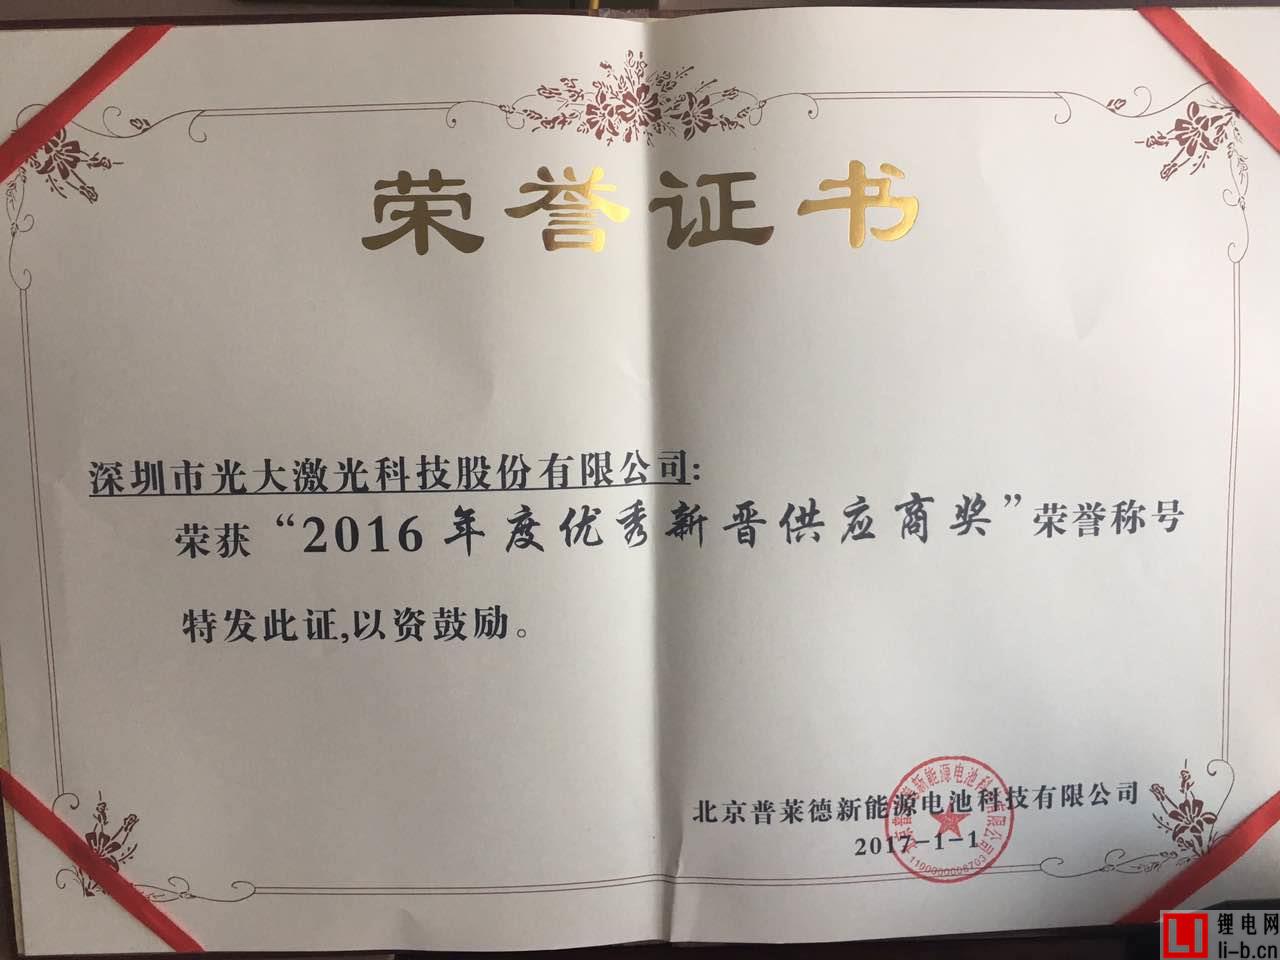 荣誉证书
深圳市光大激光科技股份有限公司:
荣获“2016年度优秀新晋供应商奖”荣誉称号
特发此证,以资鼓励。
北京普莱德新能源电池科技有限公司
2017-1-1
锂电网
LI
li-b.cn